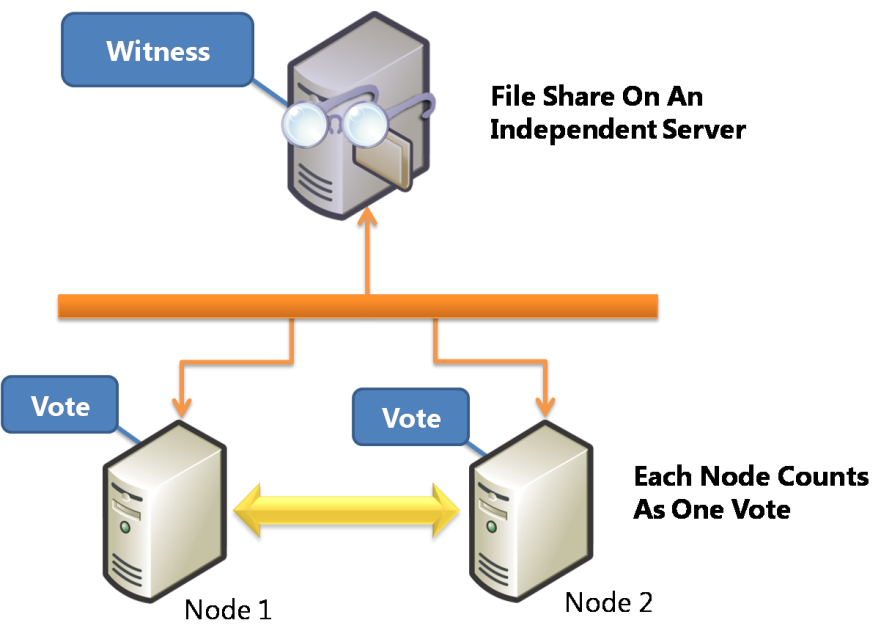 Witness
File Share On An
Independent Server
Vote
Vote
Each Node Counts
As One Vote
Node 1
Node 2